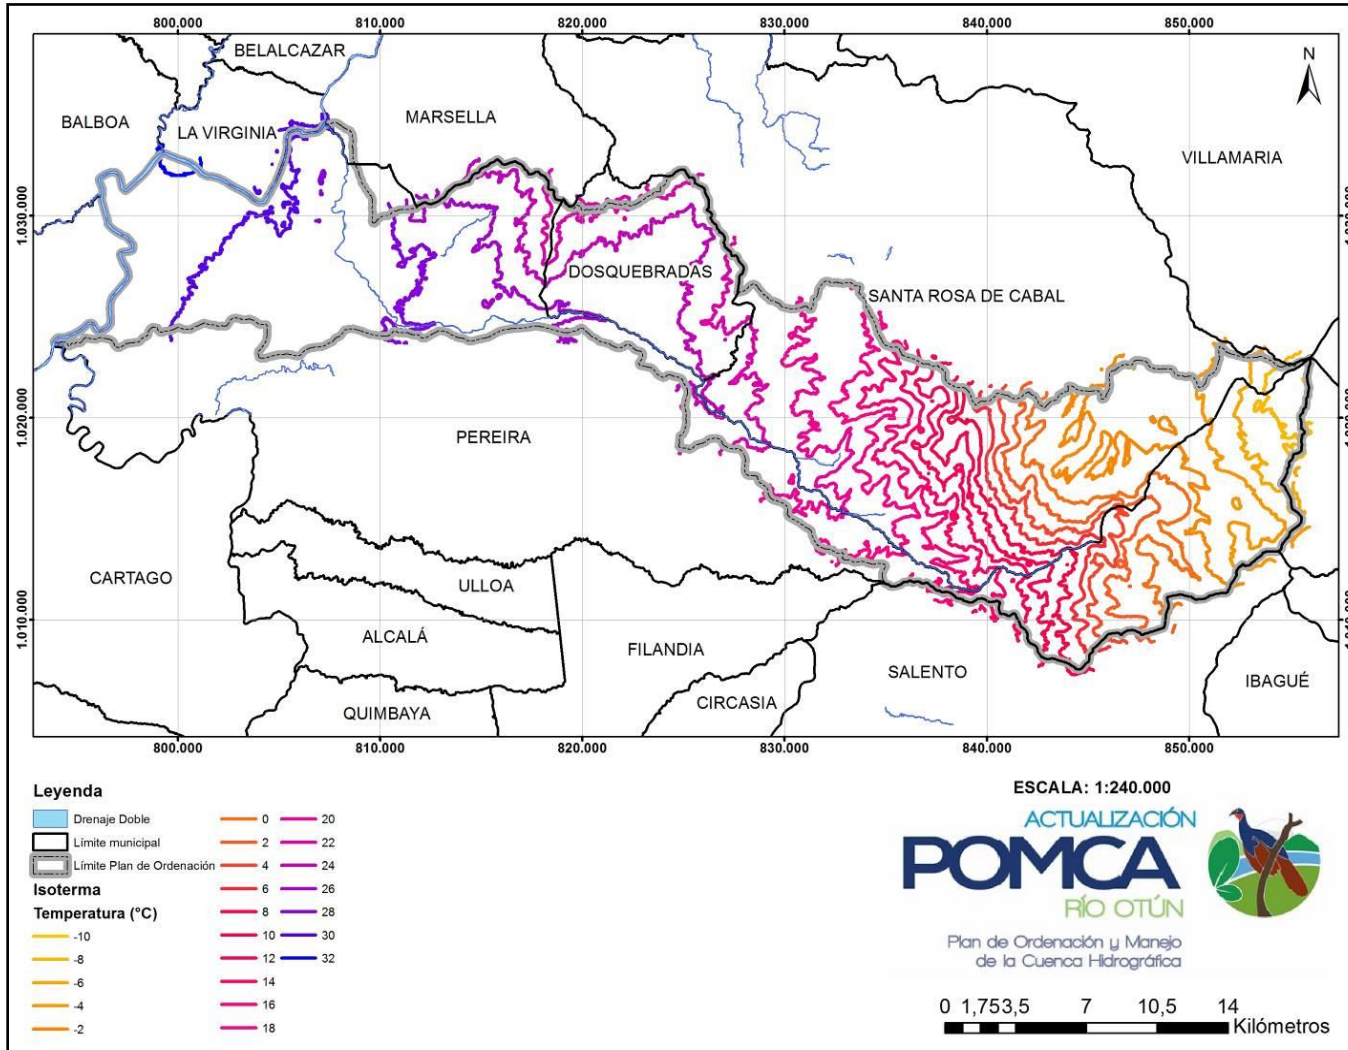 800.000 810.000 820.000 830.000 840.000 850.000
BELALCAZAR
N
BALBOA
LA VIRGINIA
MARSELLA
VILLAMARIA
1.030.000
DOSQUEBRADAS
SANTA ROSA DE CABAL
1.020.000
PEREIRA
CARTAGO
ULLOA
1.010.000
ALCALÁ
FILANDIA
SALENTO
IBAGUÉ
CIRCASIA
QUIMBAYA
800.000 810.000 820.000 830.000 840.000 850.000
Leyenda
Drenaje Doble
Límite municipal
Límite Plan de Ordenación
Isoterma
Temperatura (°C)
-10
-8
-6
-4
-2
0
2
4
6
8
10
12
14
16
18
20
22
24
26
28
30
32
ESCALA: 1:240.000
ACTUALIZACIÓN
POMCA
RÍO OTÚN
Plan de Ordenación y Manejo
de la Cuenca Hidrográfica
0 1,75 3,5 7 10,5 14
Kilómetros